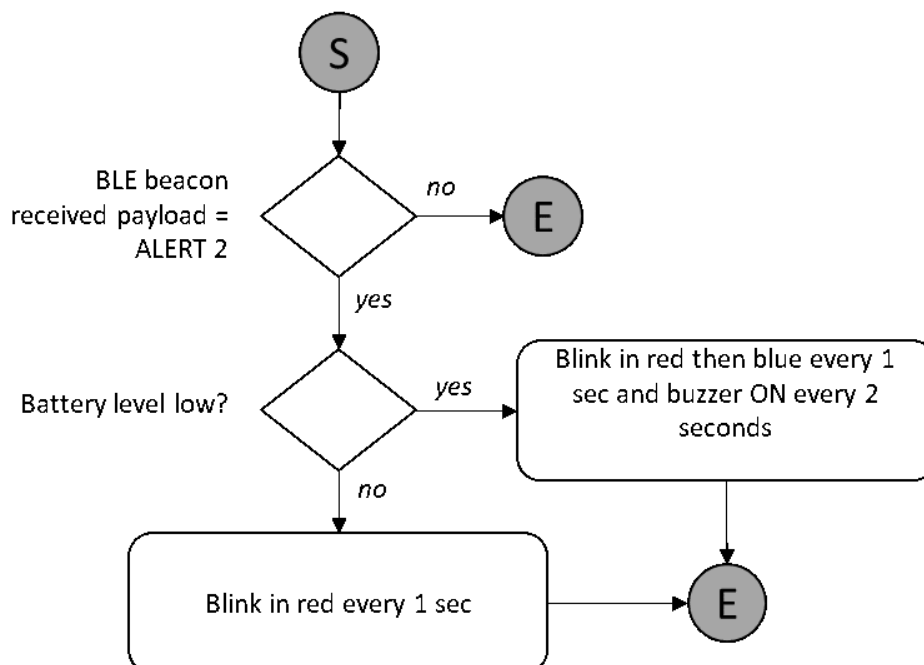 S
BLE beacon
received payload =
ALERT 2
no
E
yes
Battery level low?
yes
Blink in red then blue every 1
sec and buzzer ON every 2
seconds
no
Blink in red every 1 sec
E